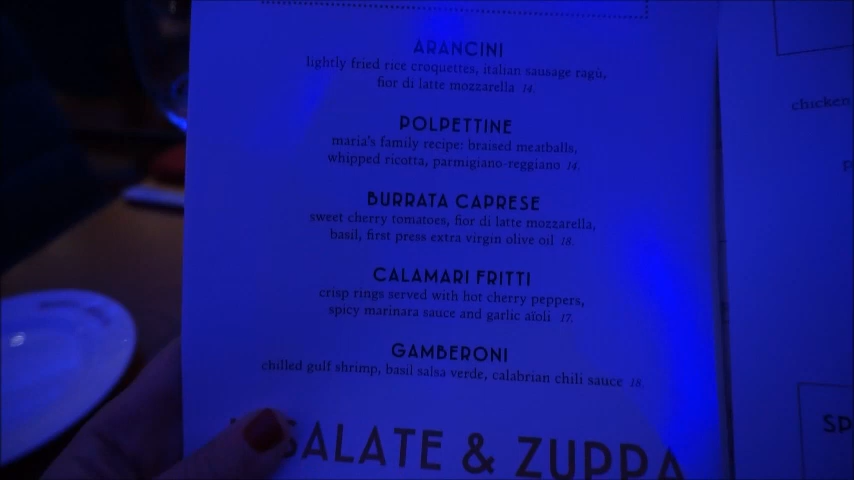 ARANCINI
lightly fried rice croquettes, italian sausage ragù,
fior di latte mozzarella 14.
POLPETTINE
maria's family recipe: braised meatballs,
whipped ricotta, parmigiano-reggiano 14.
BURRATA CAPRESE
sweet cherry tomatoes, fior di latte mozzarella,
basil, first press extra virgin olive oil 18.
CALAMARI FRITTI
crisp rings served with hot cherry peppers,
spicy marinara sauce and garlic aïoli 17.
GAMBERONI
chilled gulf shrimp, basil salsa verde, calabrian chili sauce 18.
SALATE & ZUPPA
chicken
SP